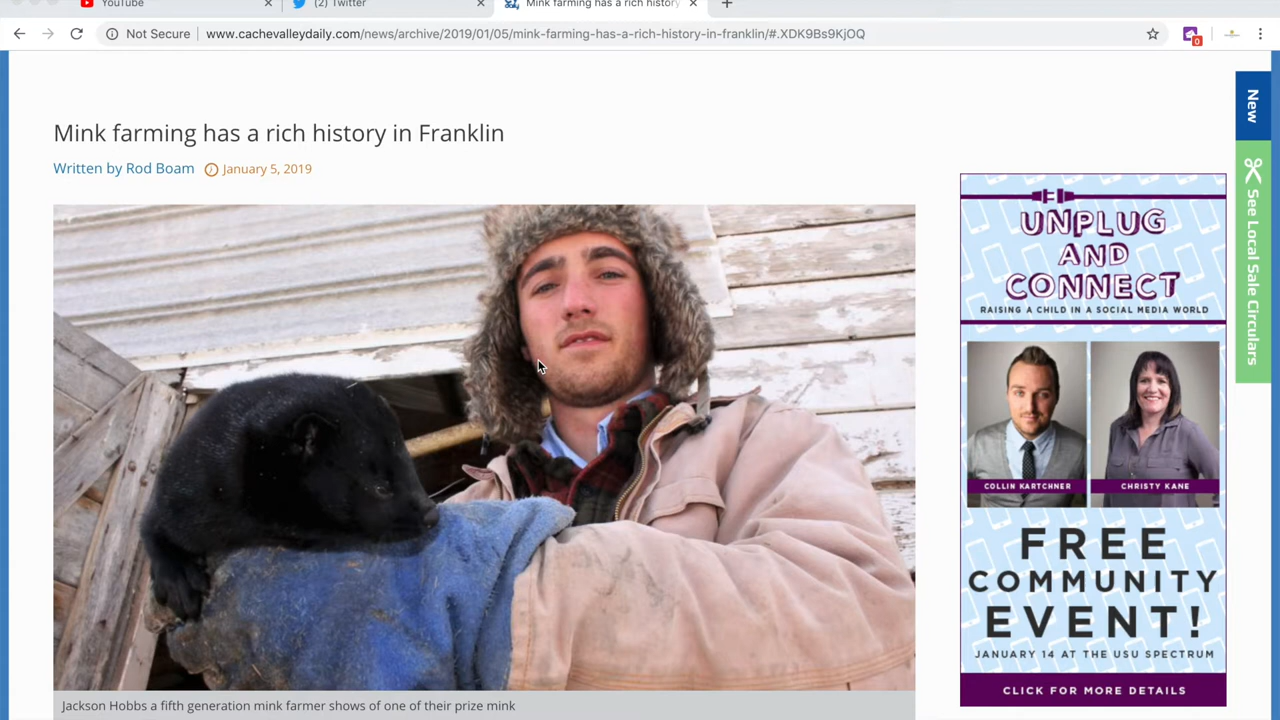 YouTube
(2) Twitter
Mink farming has a rich history
Not Secure
www.cachevalleydaily.com/news/archive/2019/01/05/mink-farming-has-a-rich-history-in-franklin/#.XDK9Bs9KjOQ
0
Mink farming has a rich history in Franklin
Written by Rod Boam
January 5, 2019
Jackson Hobbs a fifth generation mink farmer shows of one of their prize mink
UNPLUG
AND
CONNECT
RAISING A CHILD IN A SOCIAL MEDIA WORLD
COLLIN KARTCHNER
CHRISTY KANE
FREE
COMMUNITY
EVENT!
JANUARY 14 AT THE USU SPECTRUM
CLICK FOR MORE DETAILS
New
See Local Sale Circulars